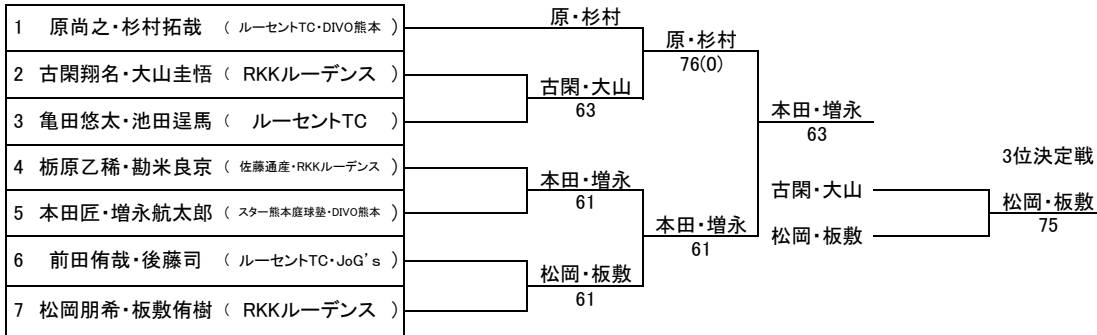 1 原尚之・杉村拓哉 ( ルーセントTC・DIVO熊本 )
2 古閑翔名・大山圭悟 ( RKKルーデンス )
3 亀田悠太・池田逞馬 ( ルーセントTC )
4 栃原乙稀・勘米良京 ( 佐藤通産・RKKルーデンス )
5 本田匠・増永航太郎 ( スター熊本庭球塾・DIVO熊本 )
6 前田侑哉・後藤司 ( ルーセントTC・JoG's )
7 松岡朋希・板敷侑樹 ( RKKルーデンス )
原・杉村
古閑・大山
63
本田・増永
61
松岡・板敷
61
原・杉村
76(0)
本田・増永
61
本田・増永
63
3位決定戦
古閑・大山
松岡・板敷
松岡・板敷
75